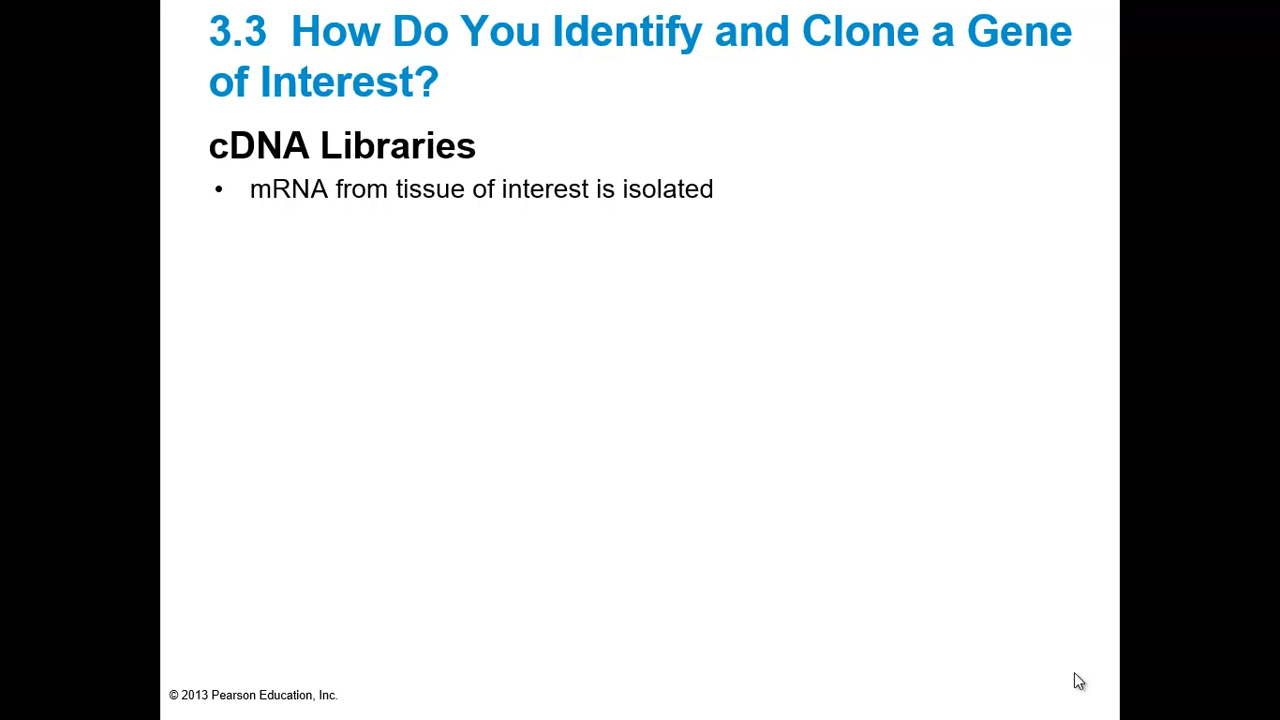 3.3 How Do You Identify and Clone a Gene
of Interest?
cDNA Libraries
• mRNA from tissue of interest is isolated
© 2013 Pearson Education, Inc.